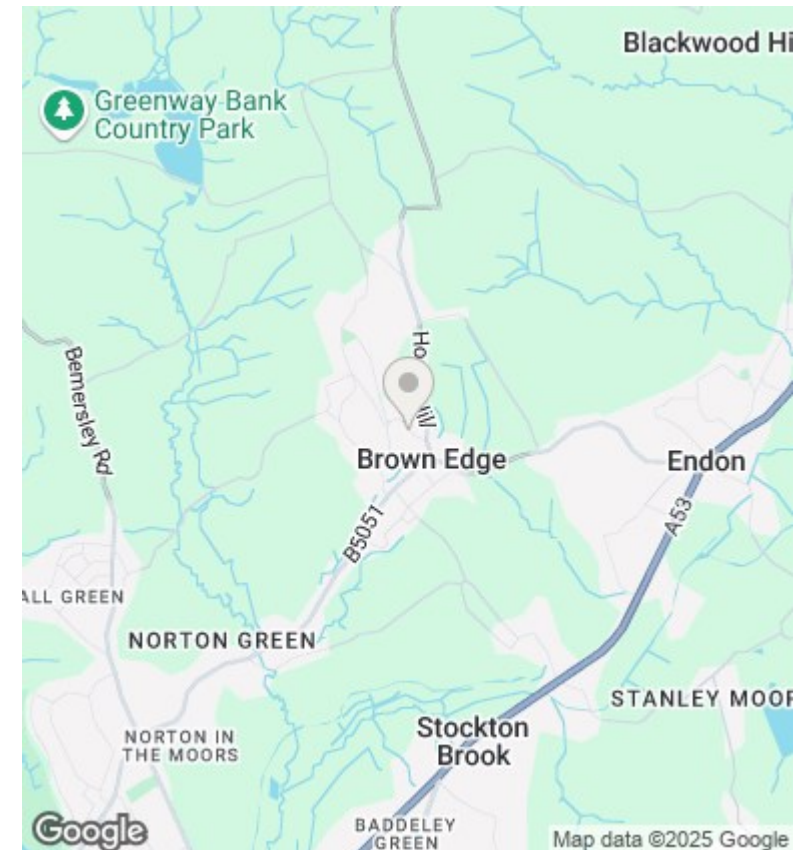 Blackwood Hi
Greenway Bank
Country Park
Bemersley Rd
Brown Edge
Endon
B5051
A53
ALL GREEN
NORTON GREEN
STANLEY MOOR
NORTON IN
THE MOORS
Stockton
Brook
BADDELEY
GREEN
Google
Map data ©2025 Google